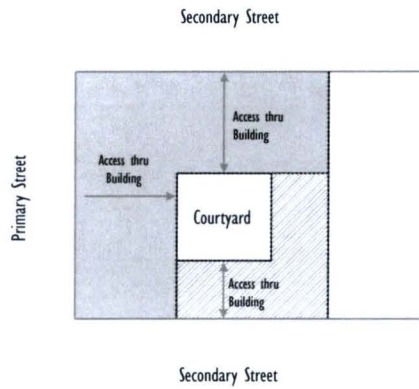 Secondary Street
Access thru
Building
Access thru
Building
Primary Street
Courtyard
Access thru
Building
Secondary Street